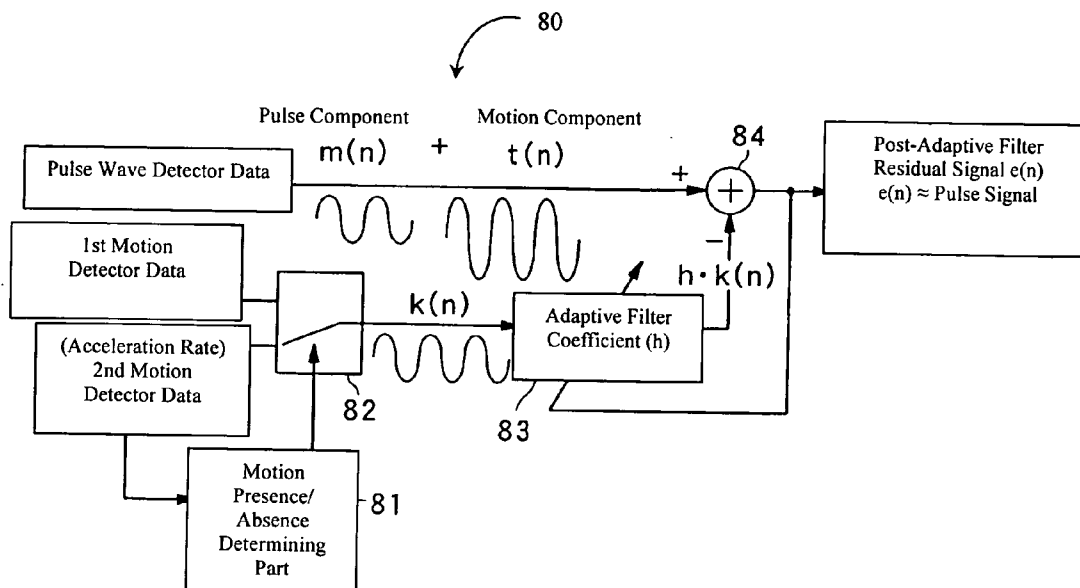 80
Pulse Component
Motion Component
m(n) + t(n)
Pulse Wave Detector Data
+
84
Post-Adaptive Filter
Residual Signal e(n)
e(n) ≈ Pulse Signal
+
−
1st Motion
Detector Data
k(n)
h·k(n)
Adaptive Filter
Coefficient (h)
(Acceleration Rate)
2nd Motion
Detector Data
82
83
Motion
Presence/
Absence
Determining
Part
81